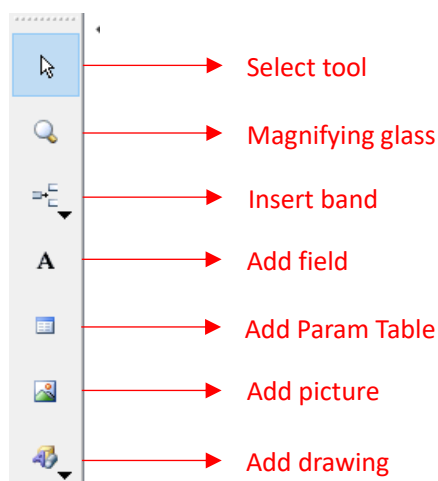 Select tool
Magnifying glass
Insert band
A
Add field
Add Param Table
Add picture
Add drawing